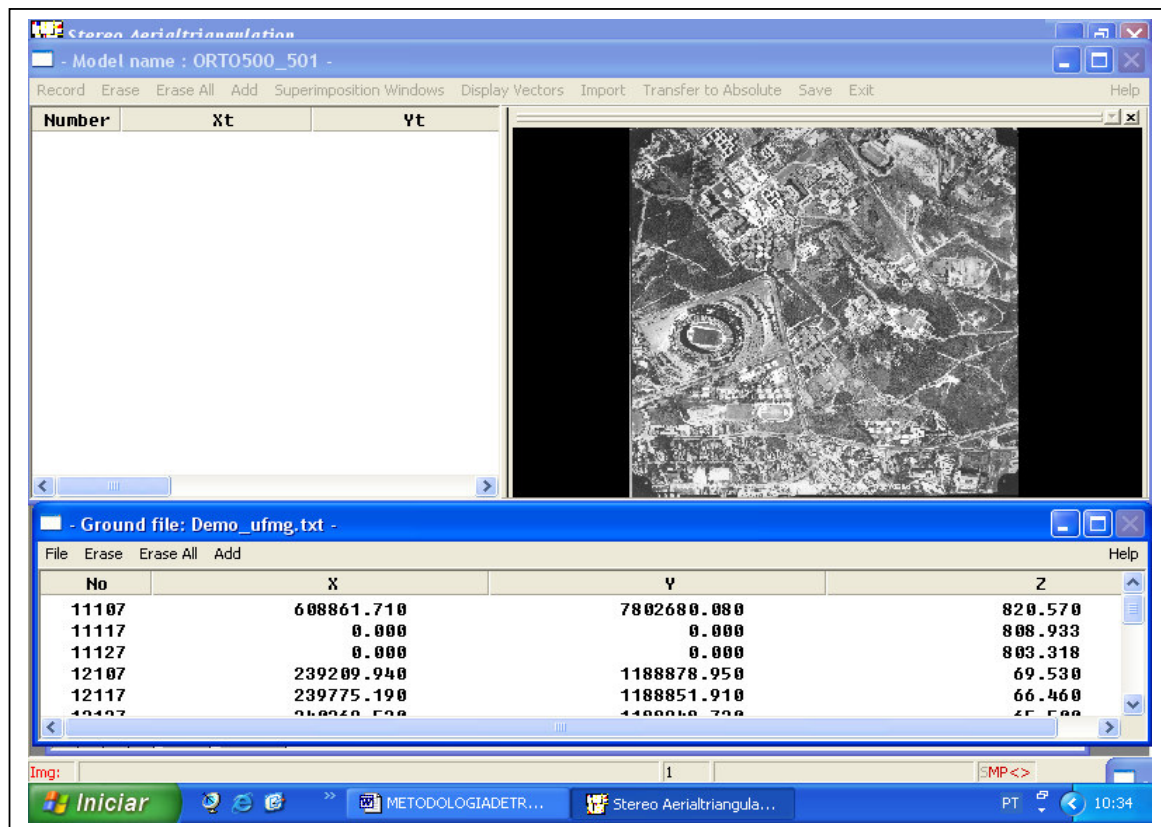 Stereo Aerialtriangulation
- Model name : ORTO500_501 -
Record Erase Erase All Add Superimposition Windows Display Vectors Import Transfer to Absolute Save Exit Help
Number Xt Yt
- Ground file: Demo_ufmg.txt -
File Erase Erase All Add Help
No X Y Z
11107 608861.710 7802680.080 820.570
11117 0.000 0.000 808.933
11127 0.000 0.000 803.318
12107 239209.940 1188878.950 69.530
12117 239775.190 1188851.910 66.460
Img: 1 SMP<>
Iniciar » METODOLOGIADETR... Stereo Aerialtriangula... PT 10:34